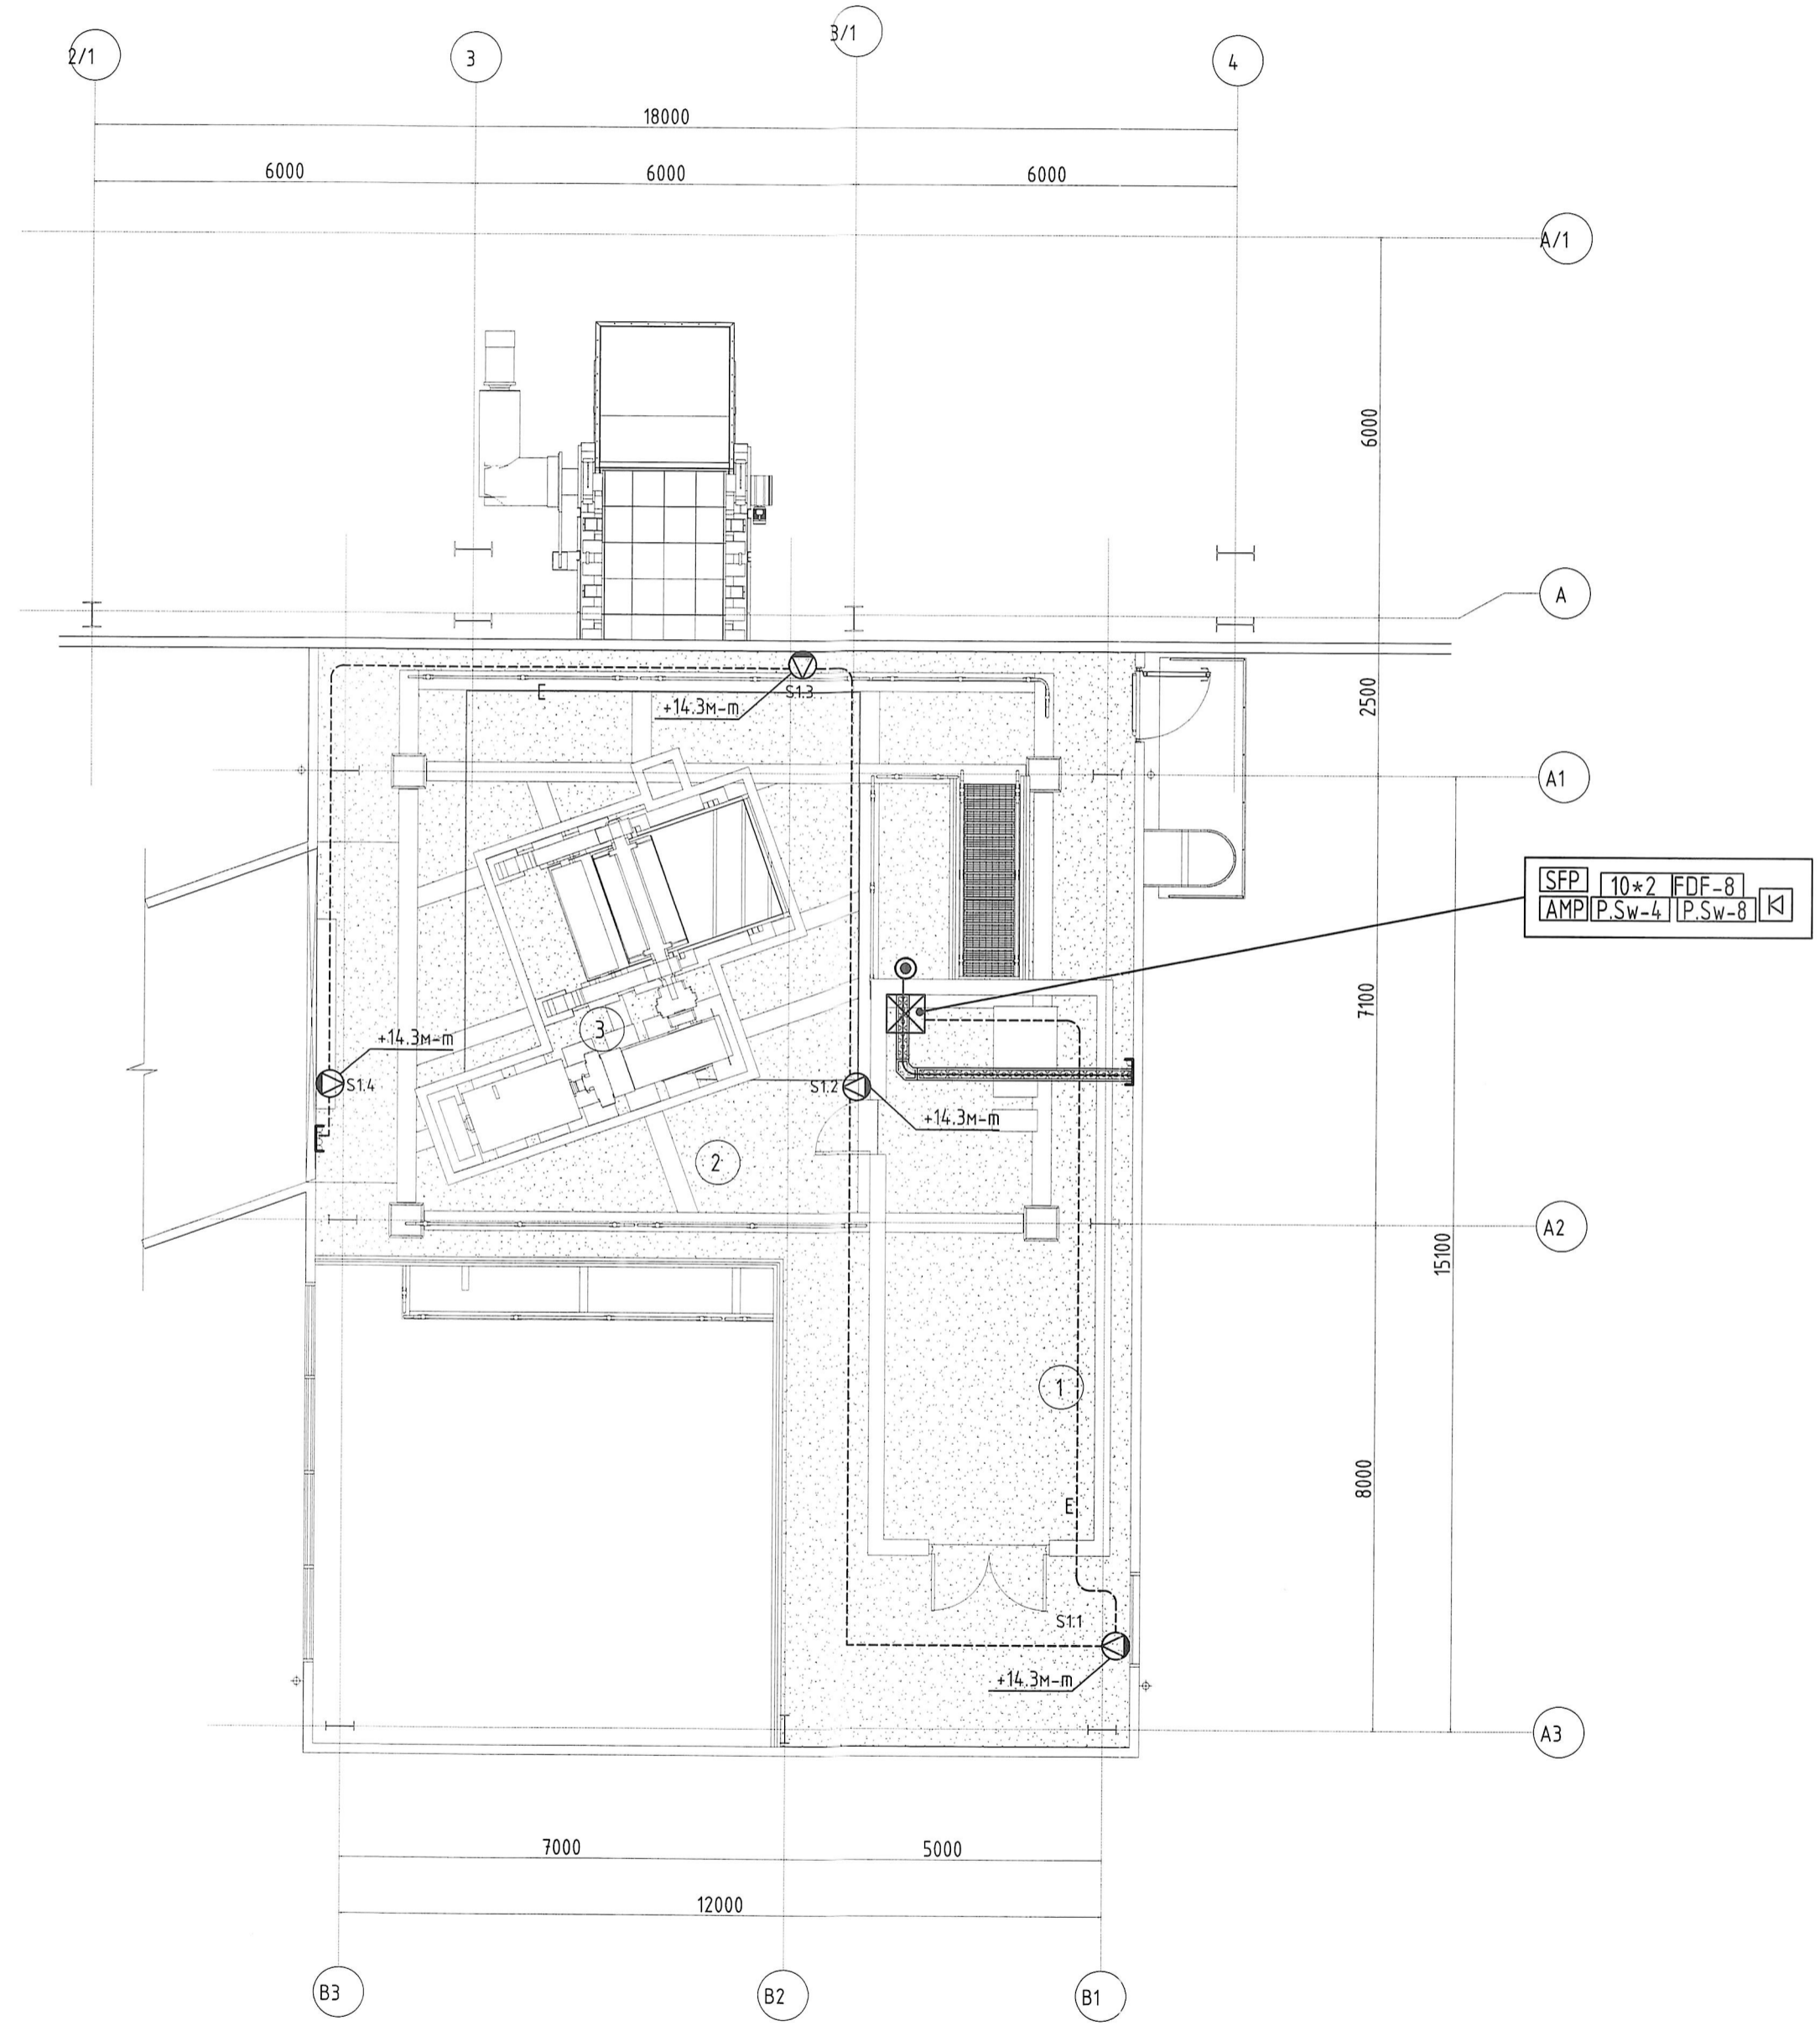 2/1
3
3/1
4
18000
6000
6000
6000
A/1
6000
A
2500
S1.3
+14.3м-m
E
A1
SFP 10*2 FDF-8
AMP P.Sw-4 P.Sw-8
7100
3
+14.3м-m
S1.4
S1.2
+14.3м-m
E
2
A2
15100
1
8000
E
S1.1
+14.3м-m
A3
7000
5000
12000
B3
B2
B1